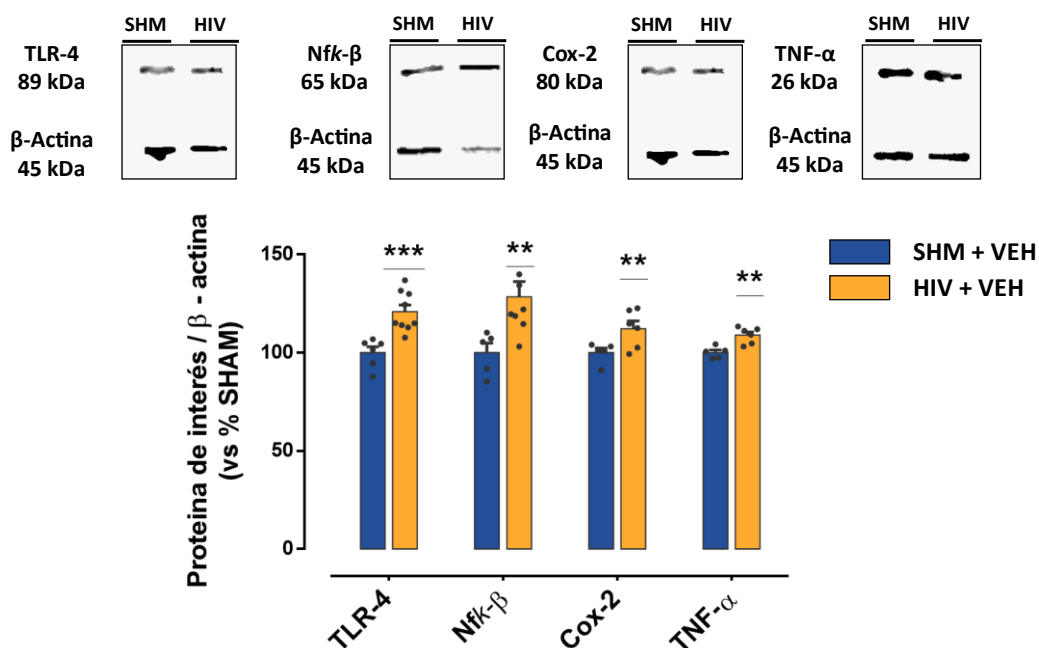 SHM HIV
TLR-4
89 kDa
β-Actina
45 kDa
SHM HIV
Nfk-β
65 kDa
β-Actina
45 kDa
SHM HIV
Cox-2
80 kDa
β-Actina
45 kDa
SHM HIV
TNF-α
26 kDa
β-Actina
45 kDa
Proteina de interés / β - actina
(vs % SHAM)
150
100
50
0
*** ** ** **
TLR-4
Nfk-β
Cox-2
TNF-α
SHM + VEH
HIV + VEH